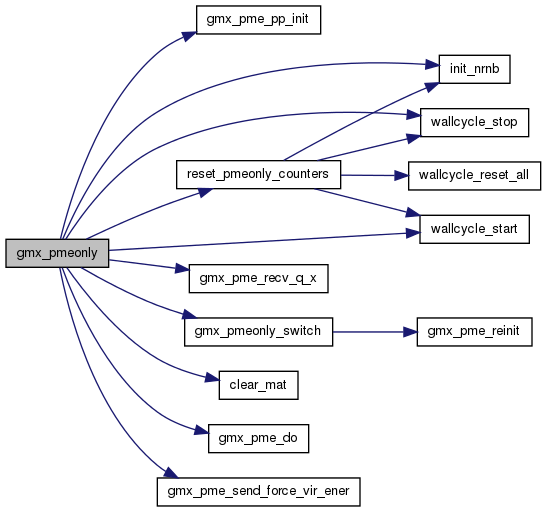 gmx_pme_pp_init
init_nrnb
wallcycle_stop
reset_pmeonly_counters
wallcycle_reset_all
wallcycle_start
gmx_pmeonly
gmx_pme_recv_q_x
gmx_pmeonly_switch
gmx_pme_reinit
clear_mat
gmx_pme_do
gmx_pme_send_force_vir_ener